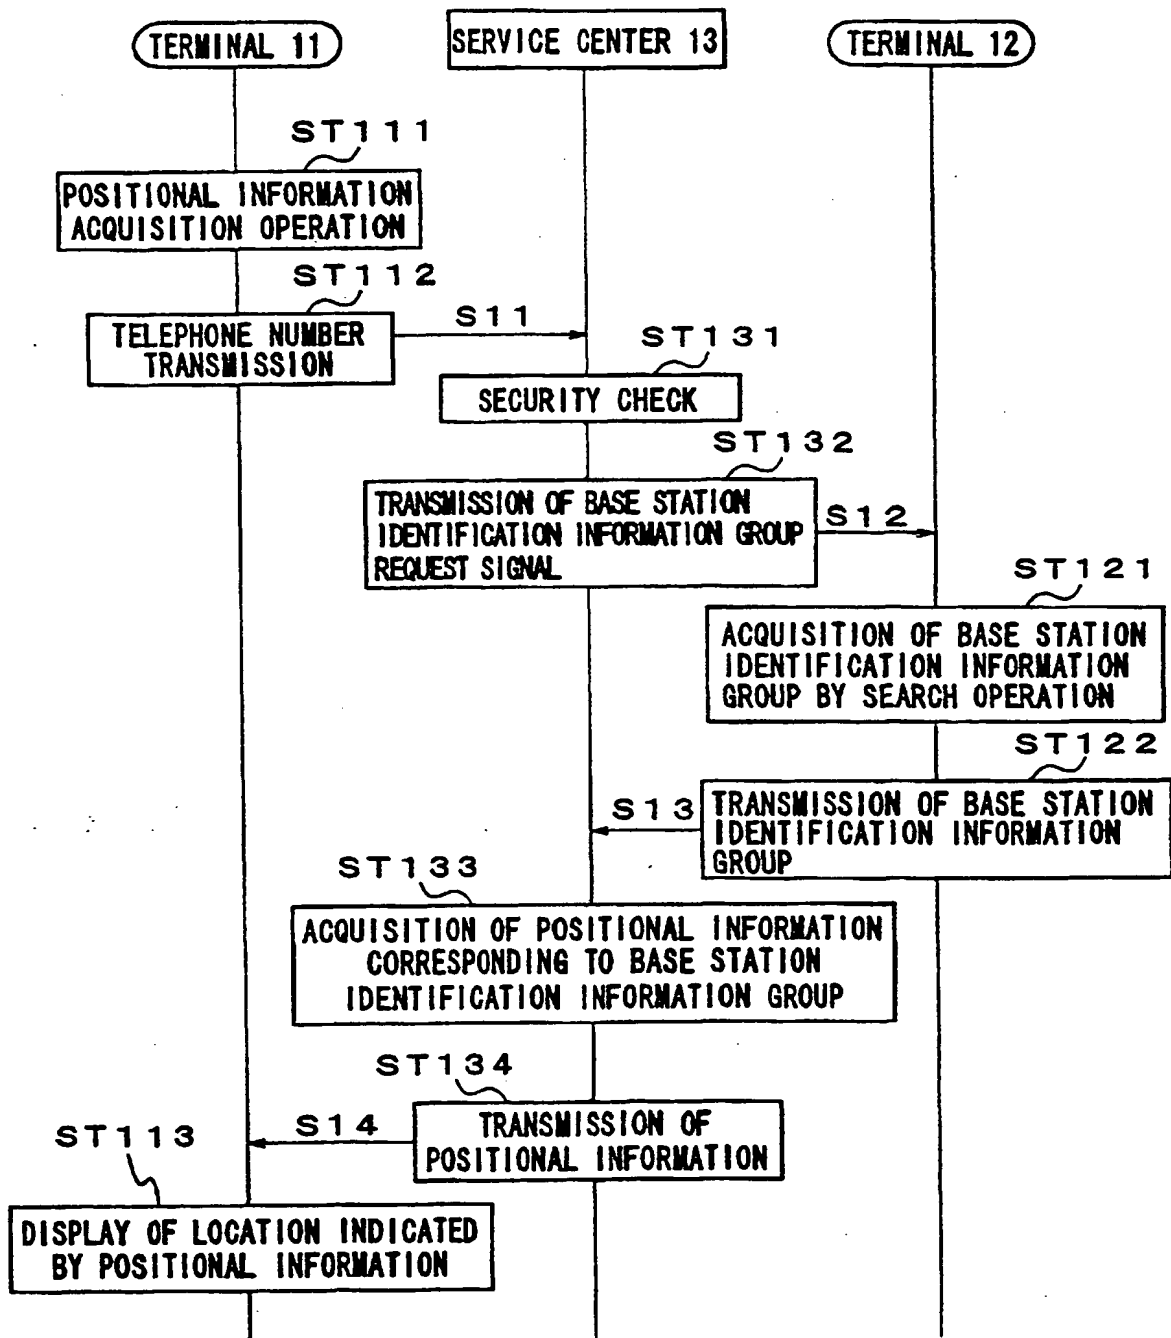 TERMINAL 11
SERVICE CENTER 13
TERMINAL 12
ST111
POSITIONAL INFORMATION
ACQUISITION OPERATION
ST112
TELEPHONE NUMBER
TRANSMISSION
S11
ST131
SECURITY CHECK
ST132
TRANSMISSION OF BASE STATION
IDENTIFICATION INFORMATION GROUP
REQUEST SIGNAL
S12
ST121
ACQUISITION OF BASE STATION
IDENTIFICATION INFORMATION
GROUP BY SEARCH OPERATION
ST122
TRANSMISSION OF BASE STATION
IDENTIFICATION INFORMATION
GROUP
S13
ST133
ACQUISITION OF POSITIONAL INFORMATION
CORRESPONDING TO BASE STATION
IDENTIFICATION INFORMATION GROUP
ST134
TRANSMISSION OF
POSITIONAL INFORMATION
S14
ST113
DISPLAY OF LOCATION INDICATED
BY POSITIONAL INFORMATION